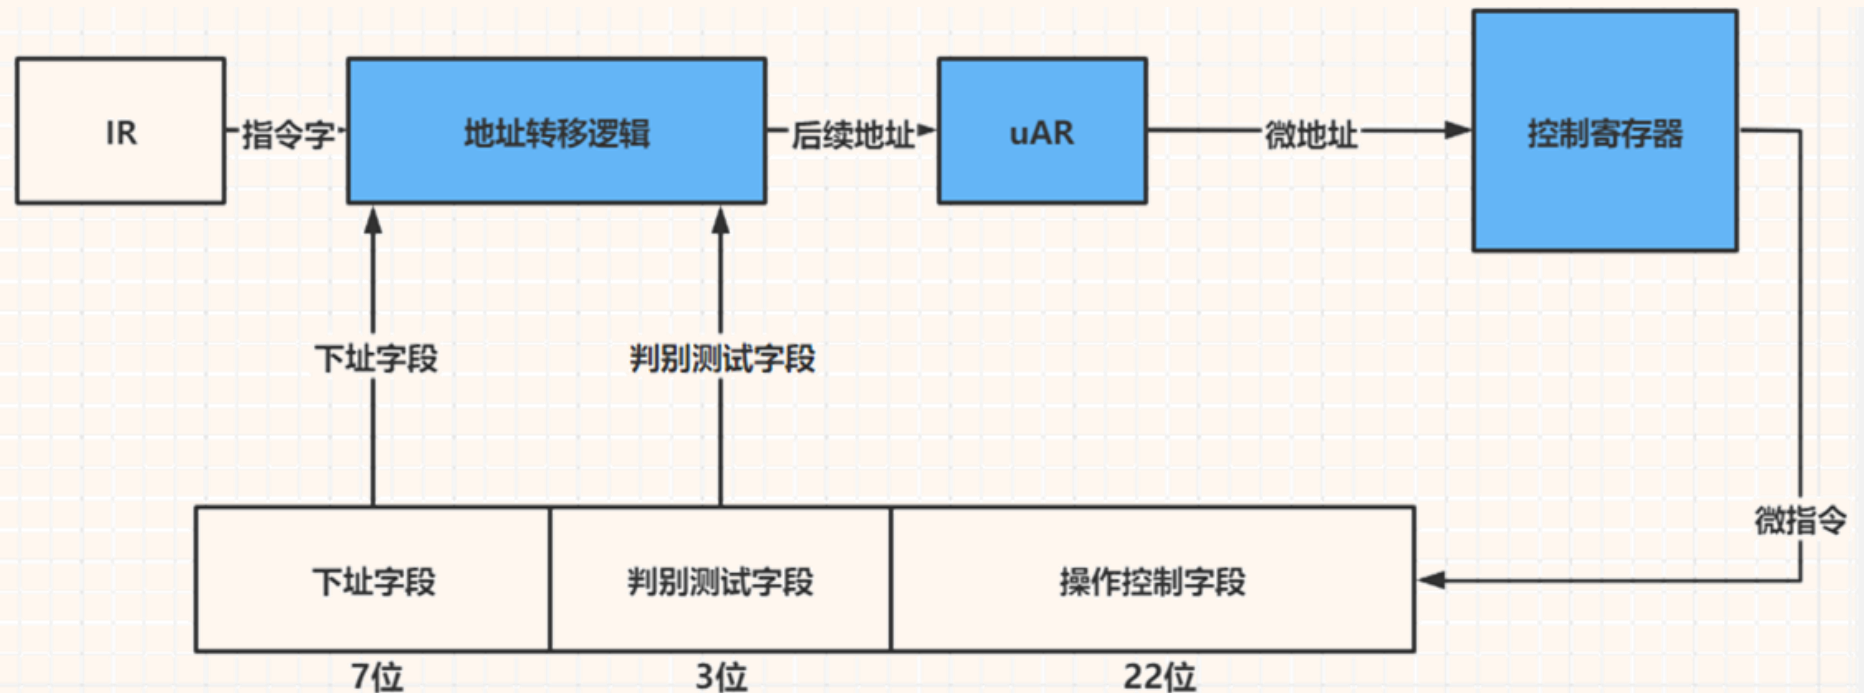 IR
指令字
地址转移逻辑
后续地址
uAR
微地址
控制寄存器
下址字段
判别测试字段
微指令
下址字段
判别测试字段
操作控制字段
7位
3位
22位